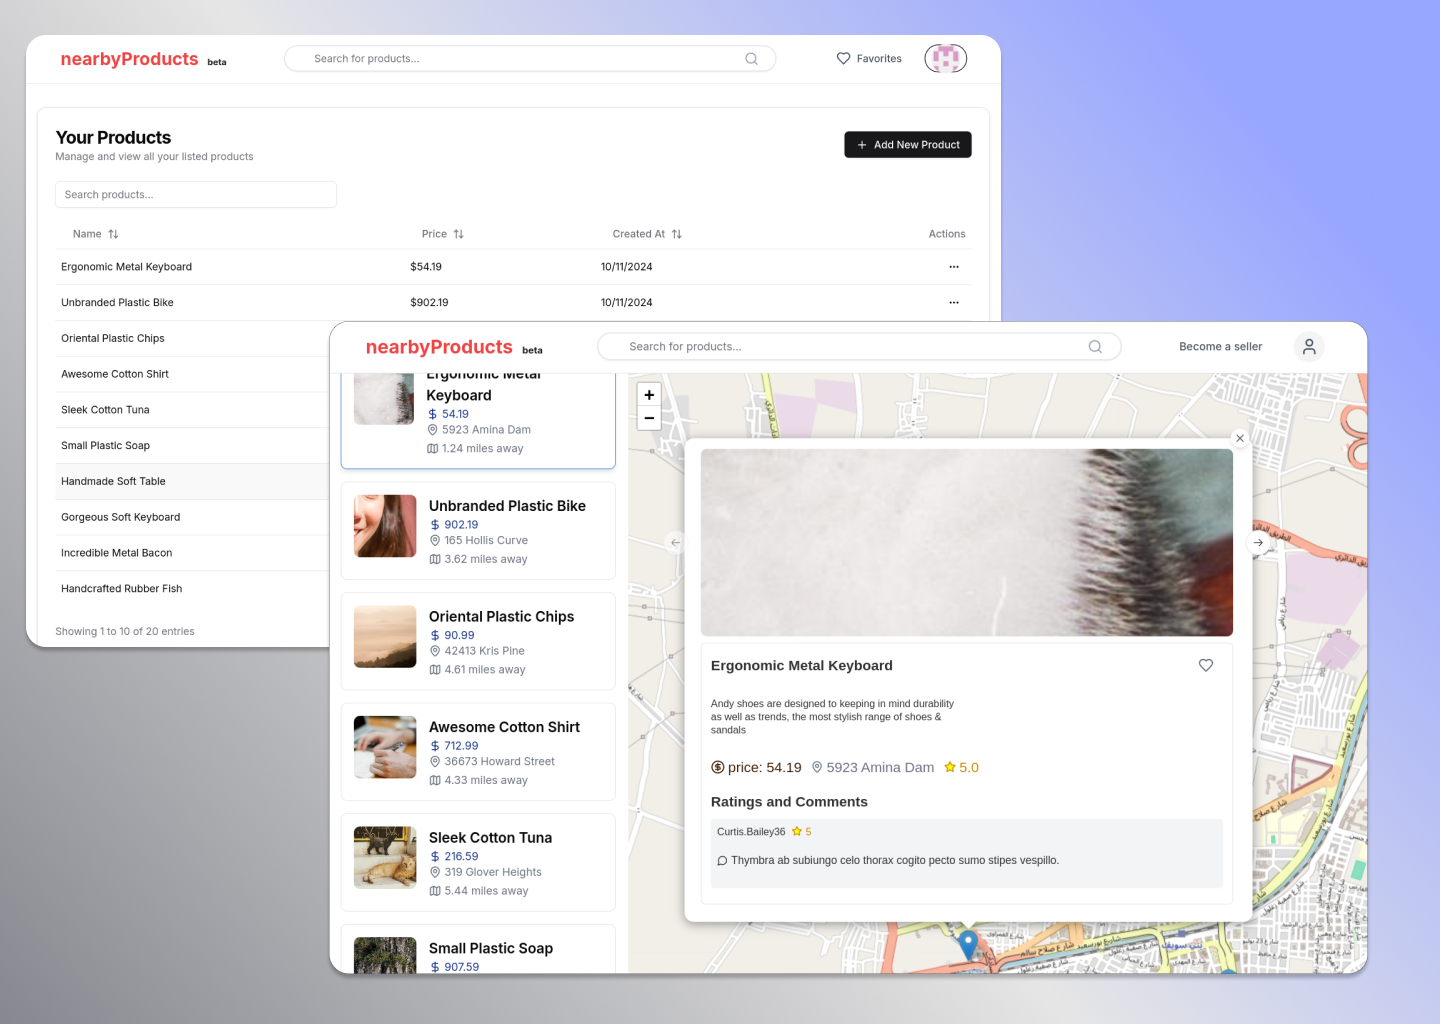 nearbyProducts beta
Search for products...
Favorites
Your Products
Manage and view all your listed products
+ Add New Product
Search products...
Name Price Created At Actions
Ergonomic Metal Keyboard $54.19 10/11/2024 ...
Unbranded Plastic Bike $902.19 10/11/2024 ...
Oriental Plastic Chips
Awesome Cotton Shirt
Sleek Cotton Tuna
Small Plastic Soap
Handmade Soft Table
Gorgeous Soft Keyboard
Incredible Metal Bacon
Handcrafted Rubber Fish
Showing 1 to 10 of 20 entries
nearbyProducts beta
Search for products...
Become a seller
Ergonomic Metal
Keyboard
$ 54.19
5923 Amina Dam
1.24 miles away
Unbranded Plastic Bike
$ 902.19
165 Hollis Curve
3.62 miles away
Oriental Plastic Chips
$ 90.99
42413 Kris Pine
4.61 miles away
Awesome Cotton Shirt
$ 712.99
36673 Howard Street
4.33 miles away
Sleek Cotton Tuna
$ 216.59
319 Glover Heights
5.44 miles away
Small Plastic Soap
$ 907.59
+
−
Ergonomic Metal Keyboard
Andy shoes are designed to keeping in mind durability
as well as trends, the most stylish range of shoes &
sandals
price: 54.19 5923 Amina Dam 5.0
Ratings and Comments
Curtis.Bailey36 5
Thymbra ab subiungo celo thorax cogito pecto sumo stipes vespillo.
الطريق الدائري
شارع بورسعيد
بني سويف